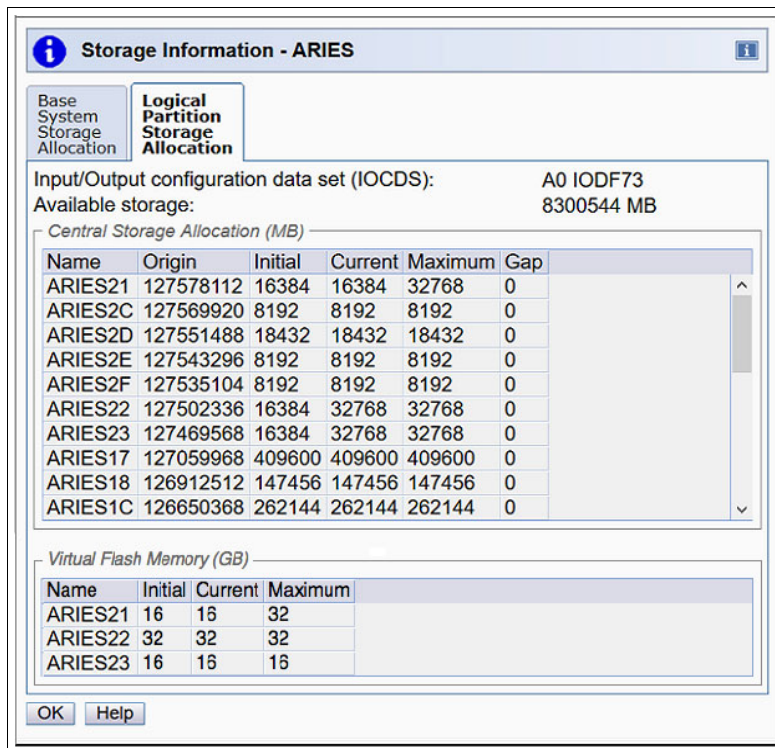 Storage Information - ARIES
Base
System
Storage
Allocation
Logical
Partition
Storage
Allocation
Input/Output configuration data set (IOCDS): A0 IODF73
Available storage: 8300544 MB
Central Storage Allocation (MB)
Name Origin Initial Current Maximum Gap
ARIES21 127578112 16384 16384 32768 0
ARIES2C 127569920 8192 8192 8192 0
ARIES2D 127551488 18432 18432 18432 0
ARIES2E 127543296 8192 8192 8192 0
ARIES2F 127535104 8192 8192 8192 0
ARIES22 127502336 16384 32768 32768 0
ARIES23 127469568 16384 32768 32768 0
ARIES17 127059968 409600 409600 409600 0
ARIES18 126912512 147456 147456 147456 0
ARIES1C 126650368 262144 262144 262144 0
Virtual Flash Memory (GB)
Name Initial Current Maximum
ARIES21 16 16 32
ARIES22 32 32 32
ARIES23 16 16 16
OK Help